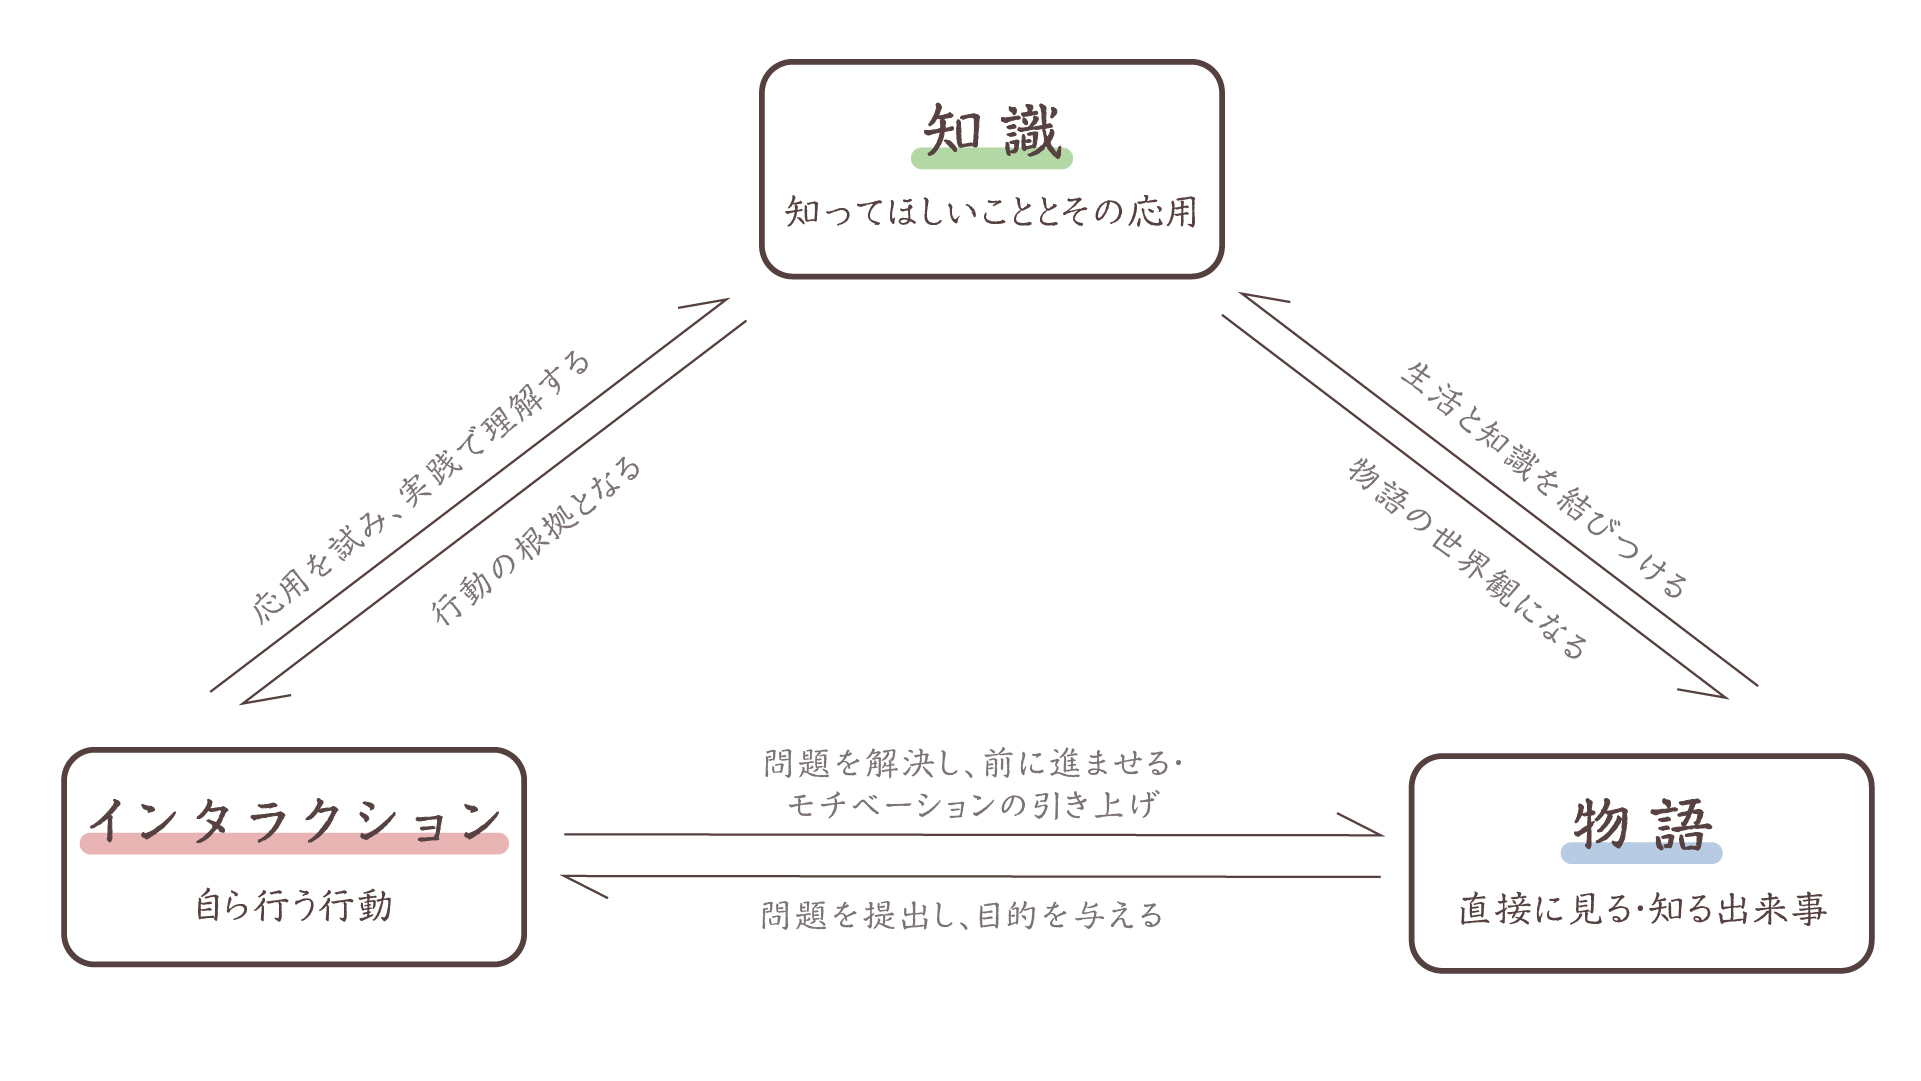 知識
知ってほしいこととその応用
応用を試み、実践で理解する
行動の根拠となる
生活と知識を結びつける
物語の世界観になる
インタラクション
自ら行う行動
問題を解決し、前に進ませる・
モチベーションの引き上げ
問題を提出し、目的を与える
物語
直接に見る・知る出来事